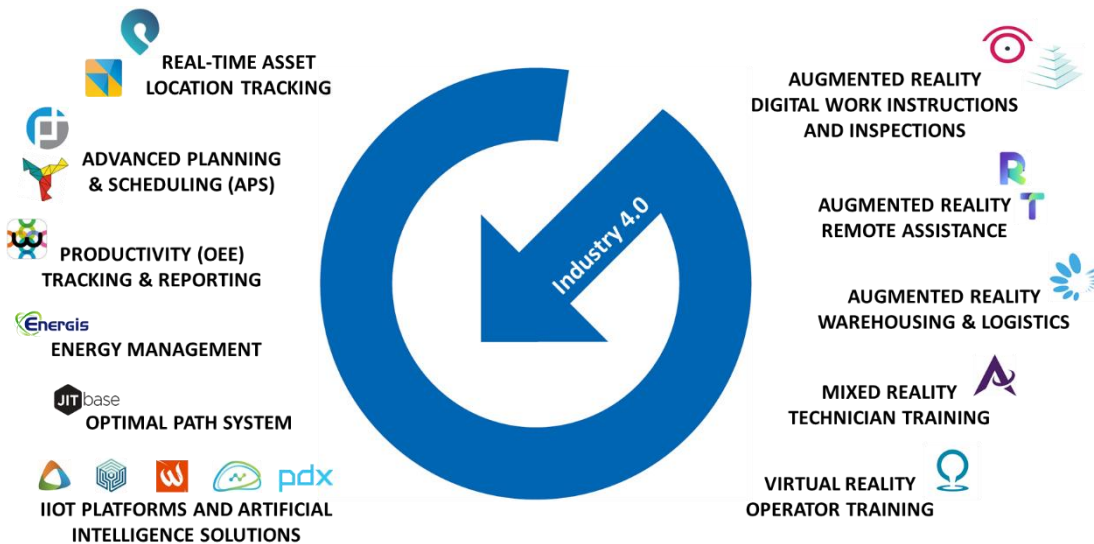 REAL-TIME ASSET
LOCATION TRACKING
ADVANCED PLANNING
& SCHEDULING (APS)
PRODUCTIVITY (OEE)
TRACKING & REPORTING
Energis
ENERGY MANAGEMENT
JIT base
OPTIMAL PATH SYSTEM
pdx
IIOT PLATFORMS AND ARTIFICIAL
INTELLIGENCE SOLUTIONS
Industry 4.0
AUGMENTED REALITY
DIGITAL WORK INSTRUCTIONS
AND INSPECTIONS
R
T
AUGMENTED REALITY
REMOTE ASSISTANCE
AUGMENTED REALITY
WAREHOUSING & LOGISTICS
MIXED REALITY
TECHNICIAN TRAINING
VIRTUAL REALITY
OPERATOR TRAINING